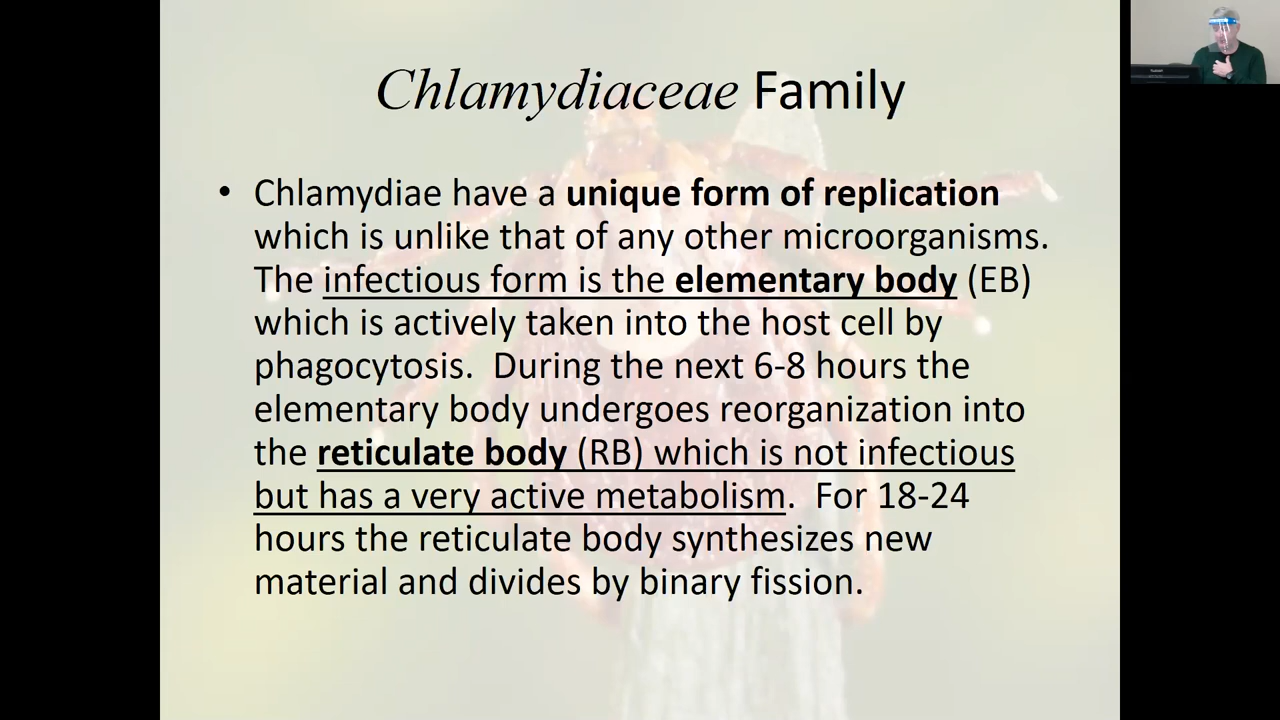 Chlamydiaceae Family
• Chlamydiae have a unique form of replication
which is unlike that of any other microorganisms.
The infectious form is the elementary body (EB)
which is actively taken into the host cell by
phagocytosis.  During the next 6-8 hours the
elementary body undergoes reorganization into
the reticulate body (RB) which is not infectious
but has a very active metabolism.  For 18-24
hours the reticulate body synthesizes new
material and divides by binary fission.